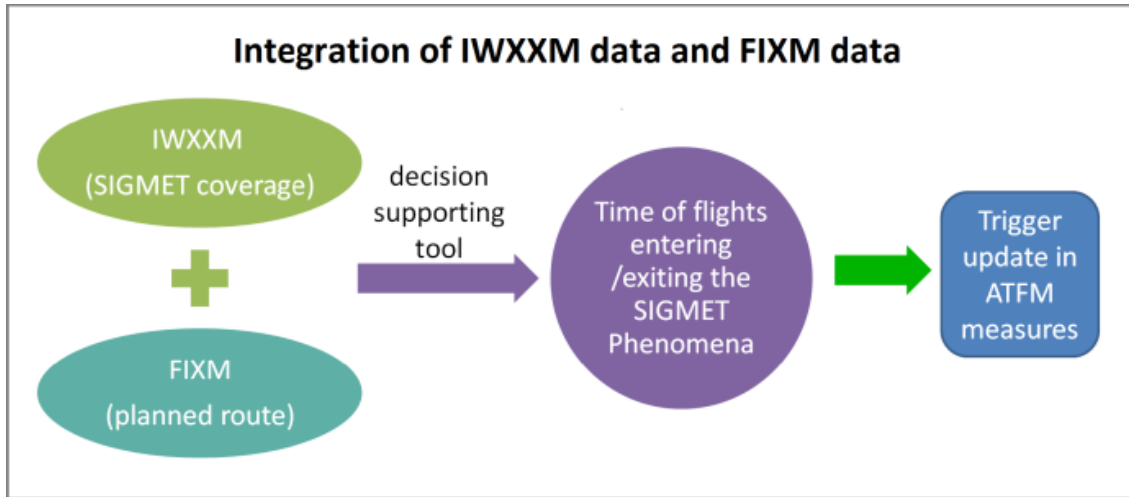 Integration of IWXXM data and FIXM data
IWXXM
(SIGMET coverage)
FIXM
(planned route)
decision
supporting
tool
Time of flights
entering
/exiting the
SIGMET
Phenomena
Trigger
update in
ATFM
measures